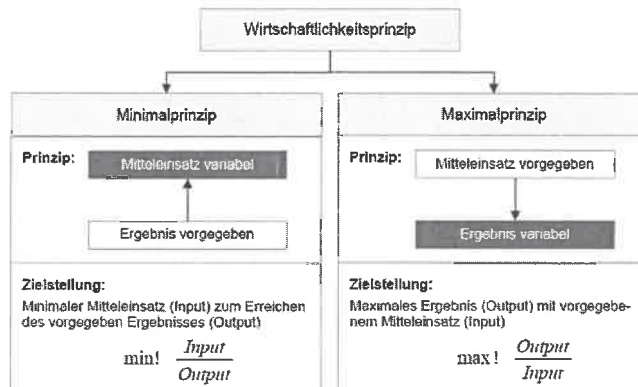 Wirtschaftlichkeitsprinzip
Minimalprinzip
Prinzip:
Mitteleinsatz variabel
Ergebnis vorgegeben
Zielstellung:
Minimaler Mitteleinsatz (Input) zum Erreichen
des vorgegeben Ergebnisses (Output)
min! Input
Output
Maximalprinzip
Prinzip:
Mitteleinsatz vorgegeben
Ergebnis variabel
Zielstellung:
Maximales Ergebnis (Output) mit vorgegebe-
nem Mitteleinsatz (Input)
max! Output
Input